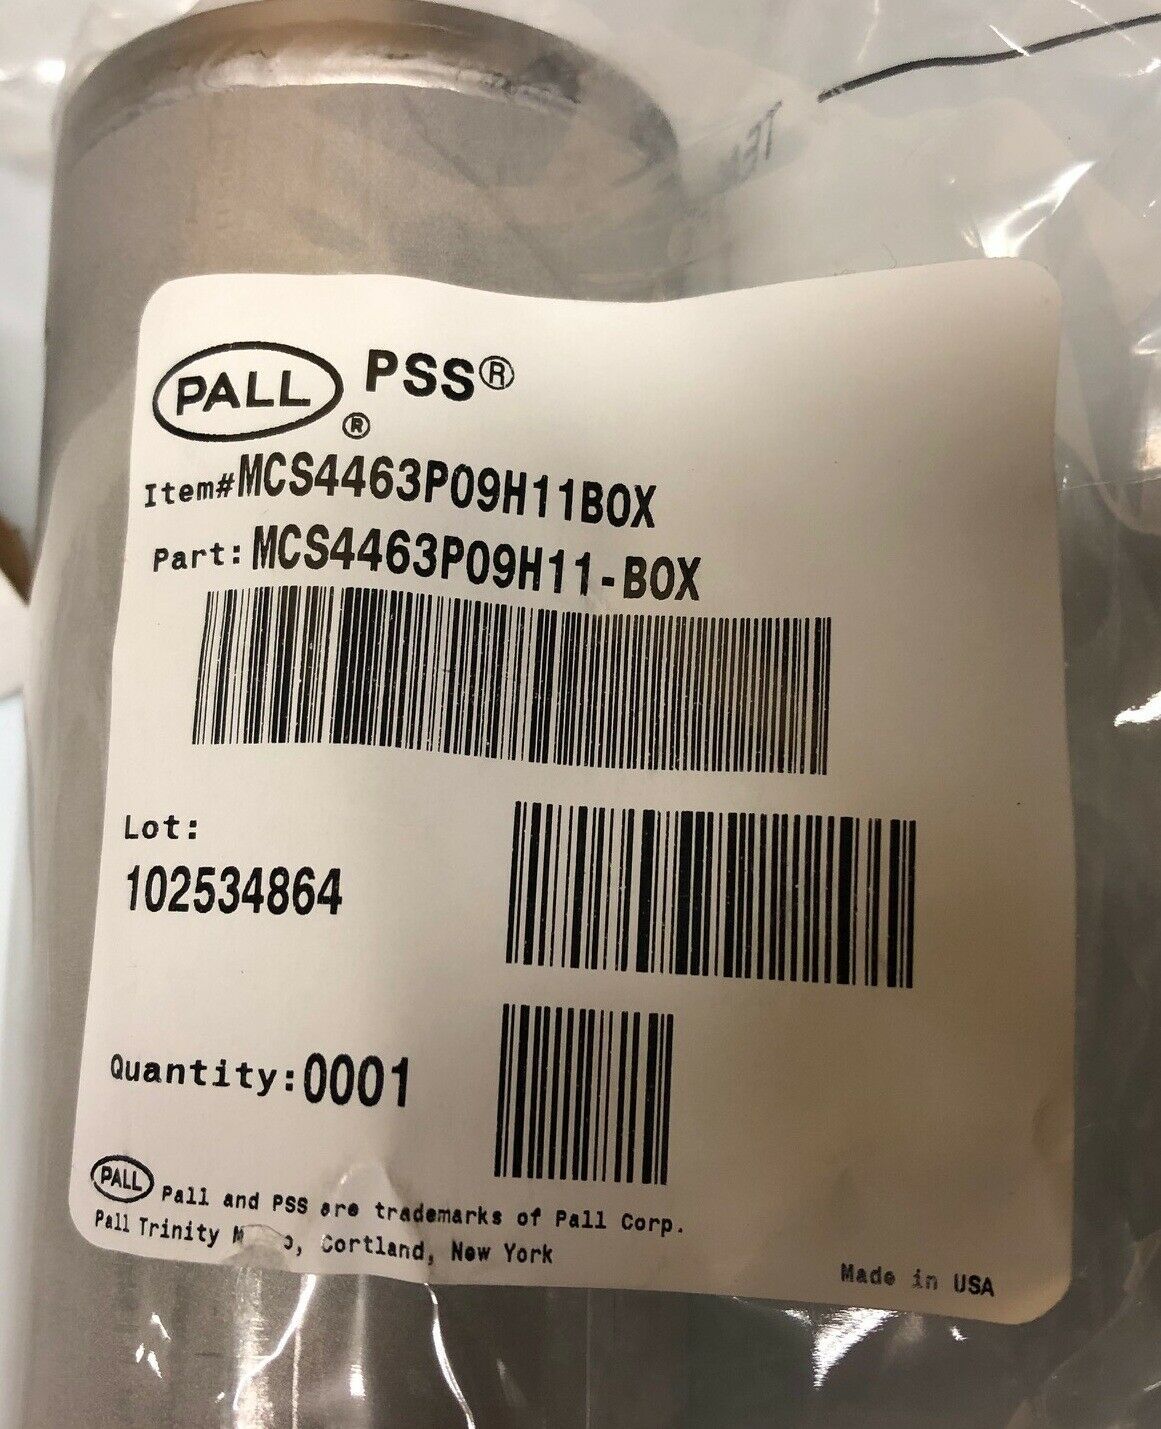 PALL® PSS®
Item#MCS4463P09H11BOX
Part: MCS4463P09H11-BOX
Lot:
102534864
Quantity:0001
PALL Pall and PSS are trademarks of Pall Corp.
Pall Trinity Cortland, New York
Made in USA